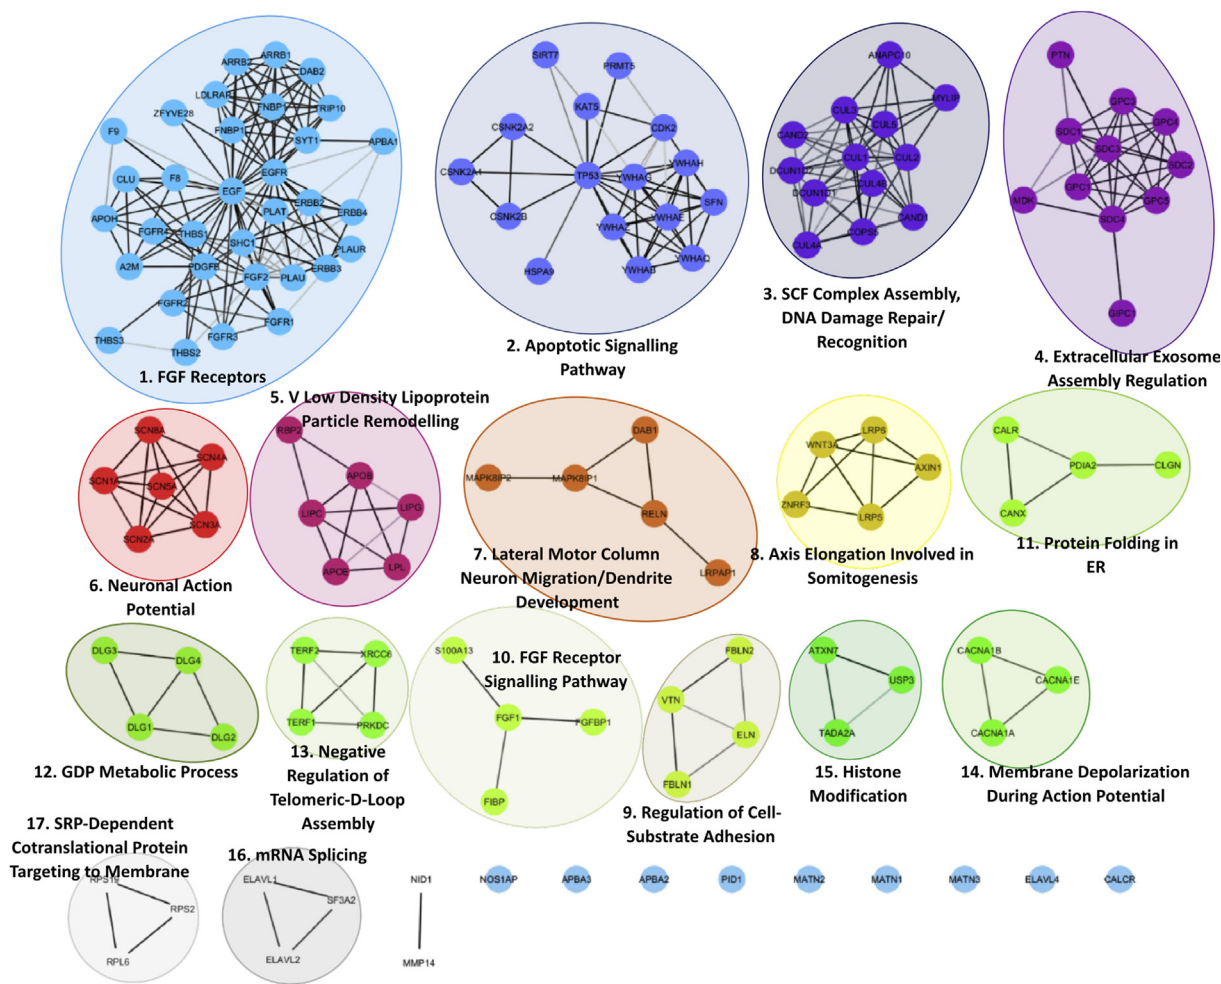 ARRB2
ARRB1
DAB2
LDLRAP1
FNBP1
TRIP10
ZFYVE28
FNBP1
SYT1
APBA1
F9
CLU
F8
EGF
EGFR
ERBB2
ERBB4
APOH
FGFR4
THBS1
PLAT
SHC1
PLAUR
A2M
PDGFB
FGF2
PLAU
ERBB3
FGFR2
FGFR3
FGFR1
THBS3
THBS2
1. FGF Receptors
SIRT7
PRMT5
KAT5
CSNK2A2
CDK2
CSNK2A1
TP53
YWHAG
YWHAH
CSNK2B
YWHAZ
YWHAE
SFN
HSPA9
YWHAB
YWHAQ
2. Apoptotic Signalling
Pathway
ANAPC10
MYLIP
CUL3
CUL5
CAND2
CUL1
CUL2
DCUN1D2
DCUN1D1
CUL4B
CAND1
CUL4A
COPS5
3. SCF Complex Assembly,
DNA Damage Repair/
Recognition
PTN
GPC3
GPC4
SDC1
SDC3
SDC2
MDK
GPC1
GPC5
SDC4
GIPC1
4. Extracellular Exosome
Assembly Regulation
SCN8A
SCN4A
SCN1A
SCN5A
SCN2A
SCN3A
6. Neuronal Action
Potential
5. V Low Density Lipoprotein
Particle Remodelling
RBP2
APOB
LIPC
LIPG
APOE
LPL
DAB1
MAPK8IP2
MAPK8IP1
RELN
LRPAP1
7. Lateral Motor Column
Neuron Migration/Dendrite
Development
LRP6
WNT3A
AXIN1
ZNRF3
LRP5
8. Axis Elongation Involved in
Somitogenesis
CALR
PDIA2
CLGN
CANX
11. Protein Folding in
ER
DLG3
DLG4
DLG1
DLG2
12. GDP Metabolic Process
TERF2
XRCC6
TERF1
PRKDC
13. Negative
Regulation of
Telomeric-D-Loop
Assembly
S100A13
10. FGF Receptor
Signalling Pathway
FGF1
FGFBP1
FIBP
FBLN2
VTN
ELN
FBLN1
9. Regulation of Cell-
Substrate Adhesion
ATXN7
USP3
TADA2A
15. Histone
Modification
CACNA1B
CACNA1E
CACNA1A
14. Membrane Depolarization
During Action Potential
17. SRP-Dependent
Cotranslational Protein
Targeting to Membrane
RPS19
RPS2
RPL6
16. mRNA Splicing
ELAVL1
SF3A2
ELAVL2
NID1
MMP14
NOS1AP
APBA3
APBA2
PID1
MATN2
MATN1
MATN3
ELAVL4
CALCR